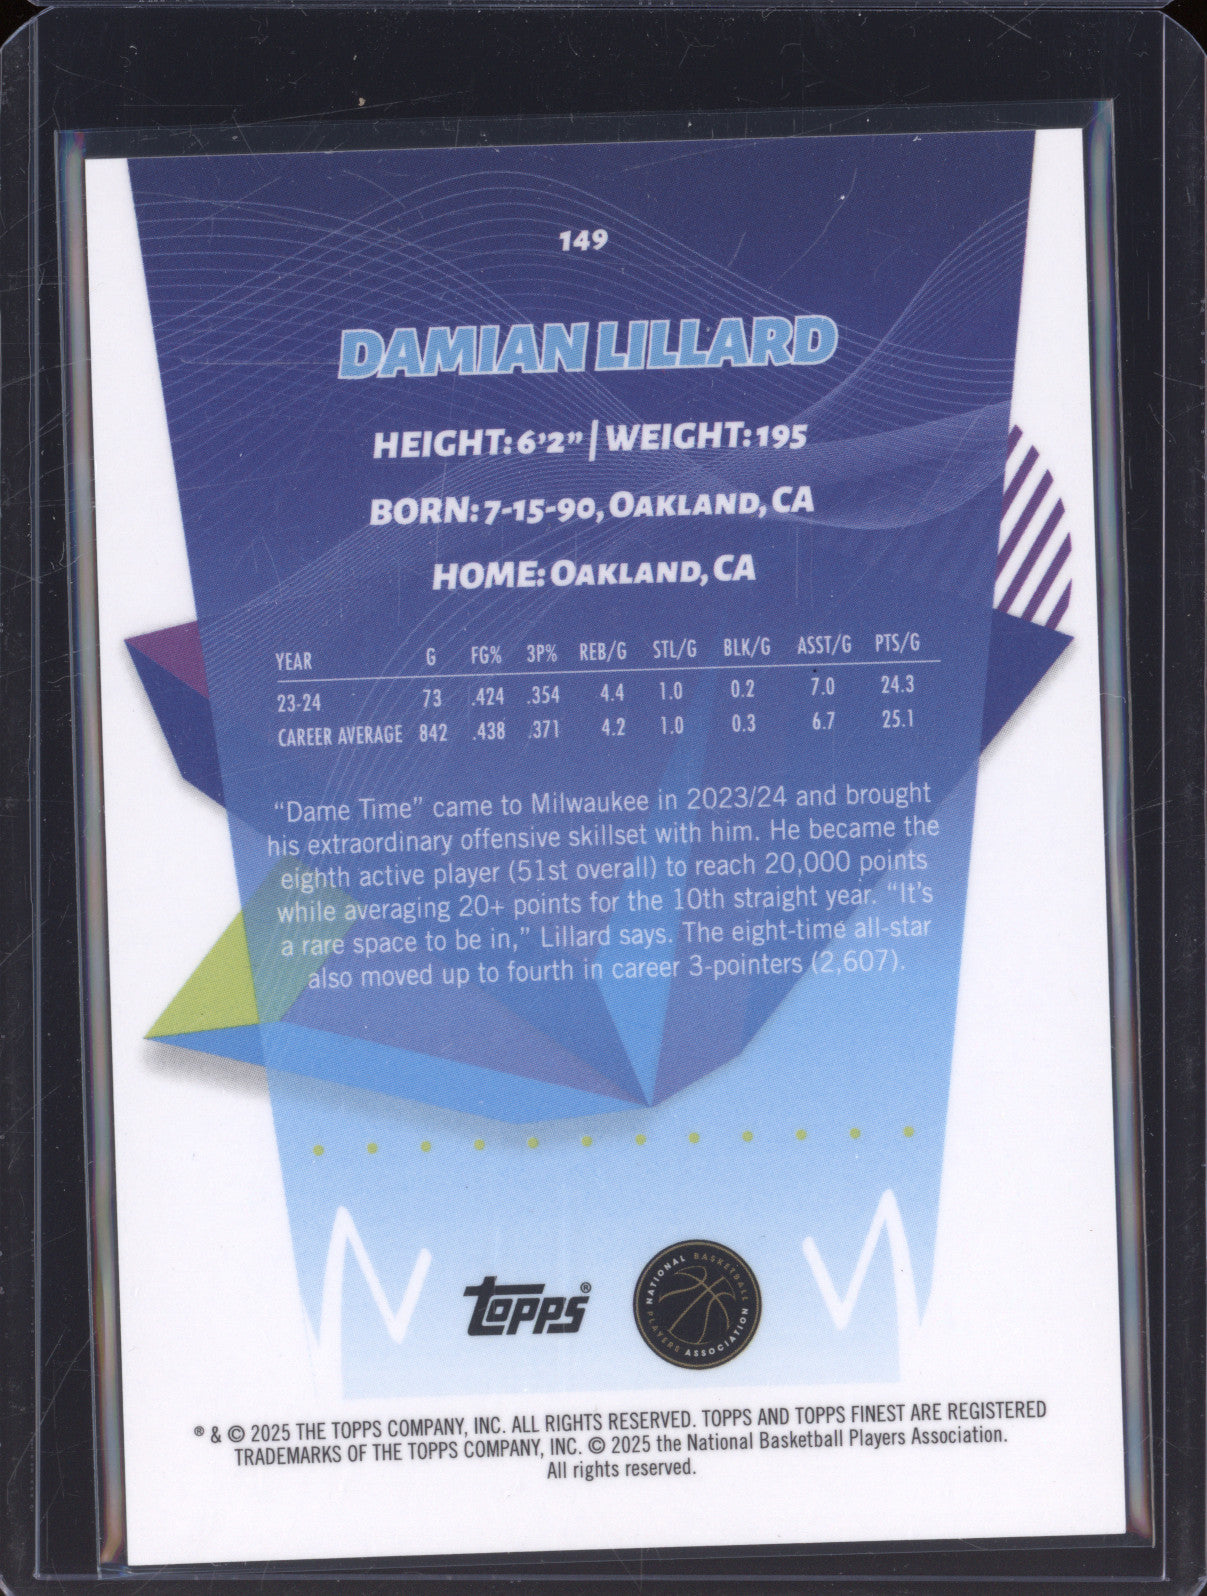 149
DAMIAN LILLARD
HEIGHT: 6’2” | WEIGHT: 195
BORN: 7-15-90, OAKLAND, CA
HOME: OAKLAND, CA
YEAR G FG% 3P% REB/G STL/G BLK/G ASST/G PTS/G
23-24 73 .424 .354 4.4 1.0 0.2 7.0 24.3
CAREER AVERAGE 842 .438 .371 4.2 1.0 0.3 6.7 25.1
“Dame Time” came to Milwaukee in 2023/24 and brought
his extraordinary offensive skillset with him. He became the
eighth active player (51st overall) to reach 20,000 points
while averaging 20+ points for the 10th straight year. “It’s
a rare space to be in,” Lillard says. The eight-time all-star
also moved up to fourth in career 3-pointers (2,607).
topps®
NATIONAL BASKETBALL
PLAYERS ASSOCIATION
® & © 2025 THE TOPPS COMPANY, INC. ALL RIGHTS RESERVED. TOPPS AND TOPPS FINEST ARE REGISTERED
TRADEMARKS OF THE TOPPS COMPANY, INC. © 2025 the National Basketball Players Association.
All rights reserved.